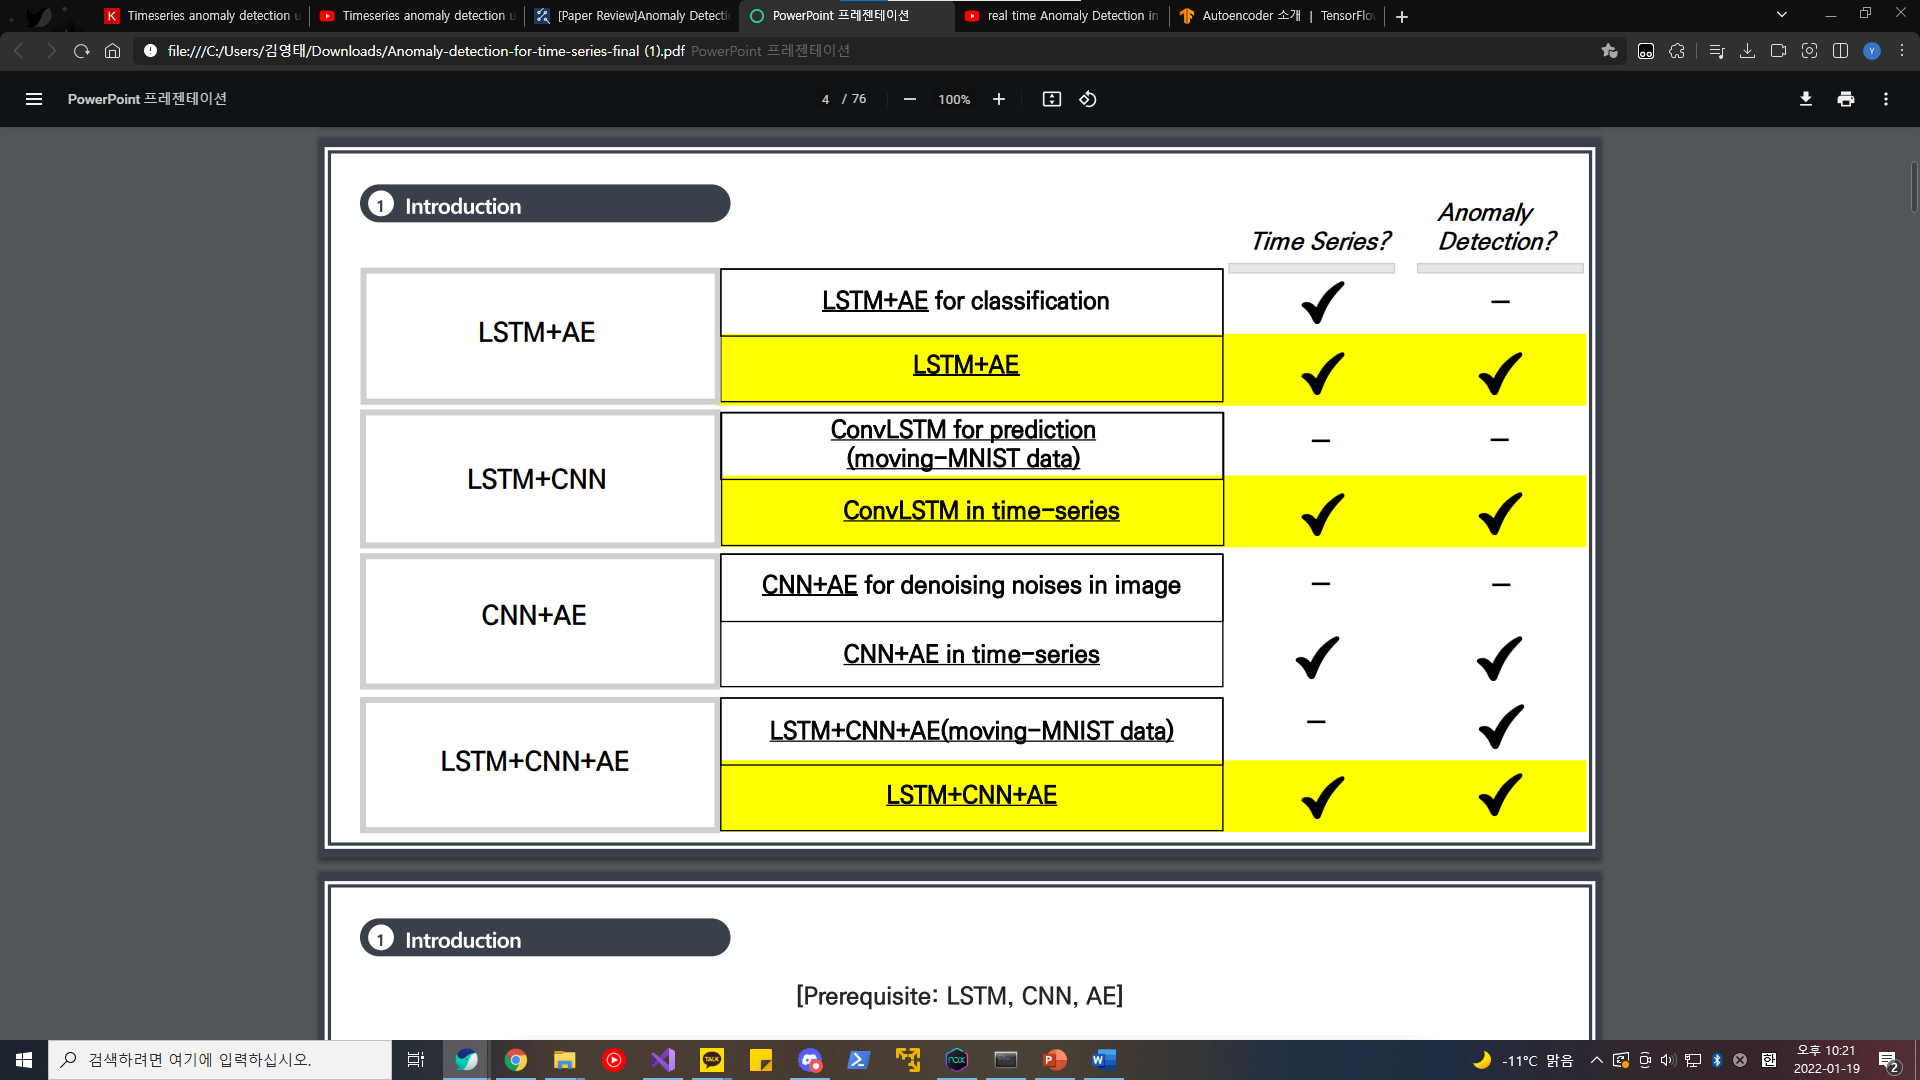 Timeseries anomaly detection u
Timeseries anomaly detection u
[Paper Review]Anomaly Detecti
PowerPoint 프레젠테이션
real time Anomaly Detection in
Autoencoder 소개 | TensorFlov
file:///C:/Users/김영태/Downloads/Anomaly-detection-for-time-series-final (1).pdf PowerPoint 프레젠테이션
PowerPoint 프레젠테이션
4 / 76
100%
1 Introduction
Time Series?
Anomaly
Detection?
LSTM+AE
LSTM+AE for classification
LSTM+AE
LSTM+CNN
ConvLSTM for prediction
(moving-MNIST data)
ConvLSTM in time-series
CNN+AE
CNN+AE for denoising noises in image
CNN+AE in time-series
LSTM+CNN+AE
LSTM+CNN+AE(moving-MNIST data)
LSTM+CNN+AE
1 Introduction
[Prerequisite: LSTM, CNN, AE]
검색하려면 여기에 입력하십시오.
-11°C 맑음
오후 10:21
2022-01-19
2